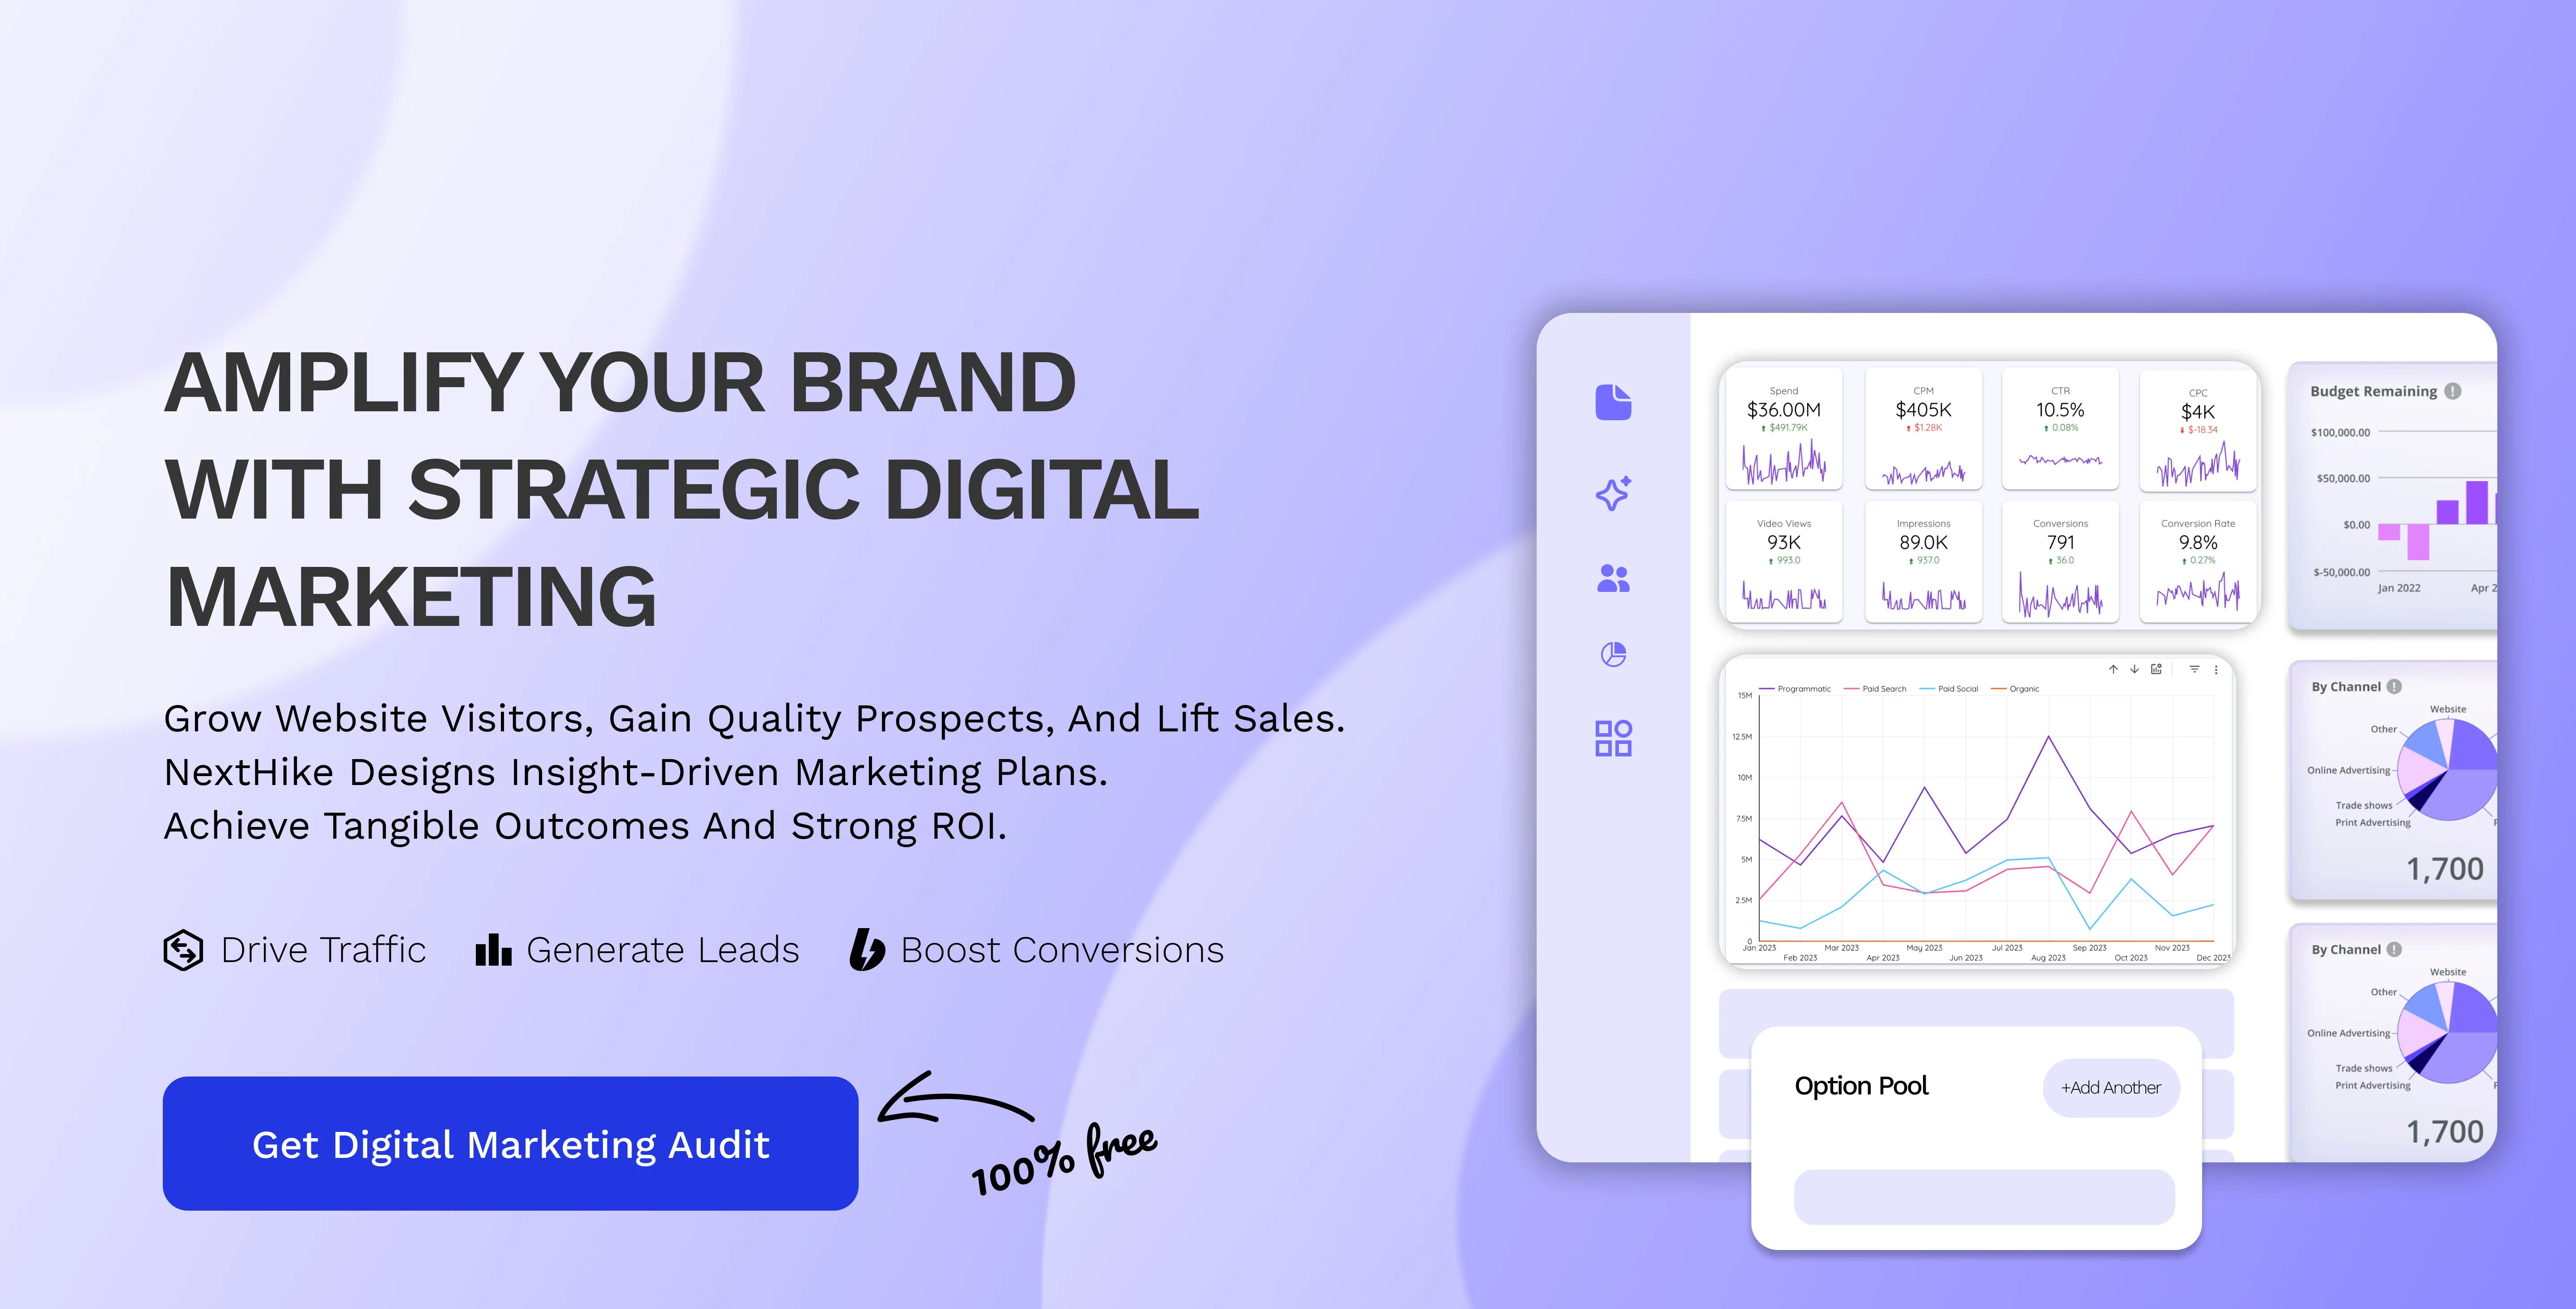 AMPLIFY YOUR BRAND
WITH STRATEGIC DIGITAL
MARKETING
Grow Website Visitors, Gain Quality Prospects, And Lift Sales.
NextHike Designs Insight-Driven Marketing Plans.
Achieve Tangible Outcomes And Strong ROI.
Drive Traffic
Generate Leads
Boost Conversions
Get Digital Marketing Audit
100% free
Spend
$36.00M
$491.79K
CPM
$405K
$1.28K
CTR
10.5%
0.08%
CPC
$4K
$-18.34
Video Views
93K
993.0
Impressions
89.0K
937.0
Conversions
791
36.0
Conversion Rate
9.8%
0.27%
Programmatic Paid Search Paid Social Organic
15M
12.5M
10M
7.5M
5M
2.5M
0
Jan 2023 Mar 2023 May 2023 Jul 2023 Sep 2023 Nov 2023
Feb 2023 Apr 2023 Jun 2023 Aug 2023 Oct 2023 Dec 2023
Option Pool
+Add Another
Budget Remaining
$100,000.00
$50,000.00
$0.00
$-50,000.00
Jan 2022 Apr 2
By Channel
Website
Other
Online Advertising
Trade shows
Print Advertising
1,700
By Channel
Website
Other
Online Advertising
Trade shows
Print Advertising
1,700